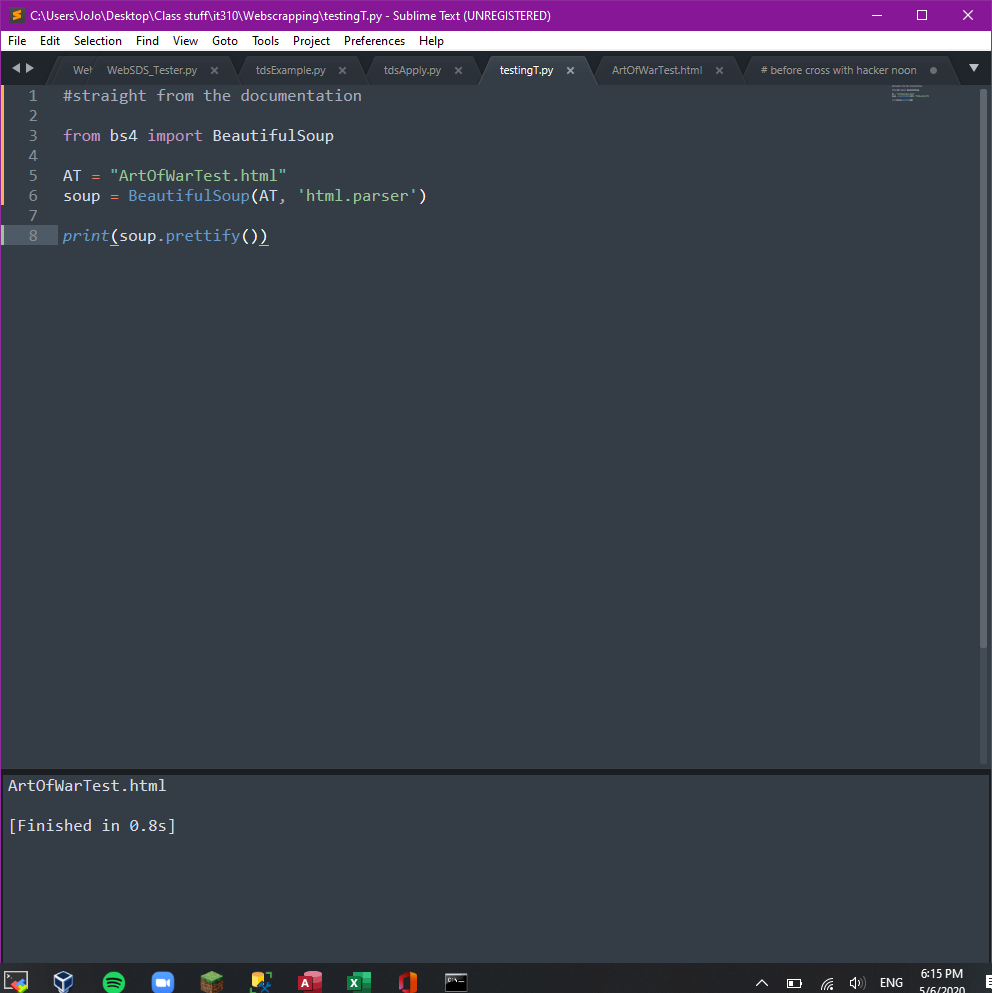 C:\Users\JoJo\Desktop\Class stuff\it310\Webscrapping\testingT.py - Sublime Text (UNREGISTERED)
File Edit Selection Find View Goto Tools Project Preferences Help
WebSDS_Tester.py tdsExample.py tdsApply.py testingT.py ArtOfWarTest.html # before cross with hacker noon
1 #straight from the documentation
2
3 from bs4 import BeautifulSoup
4
5 AT = "ArtOfWarTest.html"
6 soup = BeautifulSoup(AT, 'html.parser')
7
8 print(soup.prettify())
ArtOfWarTest.html
[Finished in 0.8s]
ENG
6:15 PM
5/6/2020